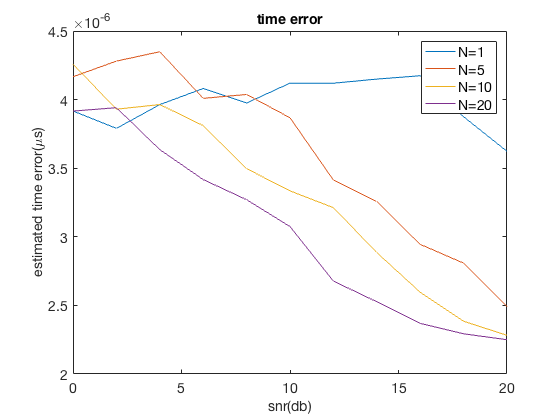 time error
×10⁻⁶
4.5
4
3.5
3
2.5
2
estimated time error(μs)
N=1
N=5
N=10
N=20
0
5
10
15
20
snr(db)